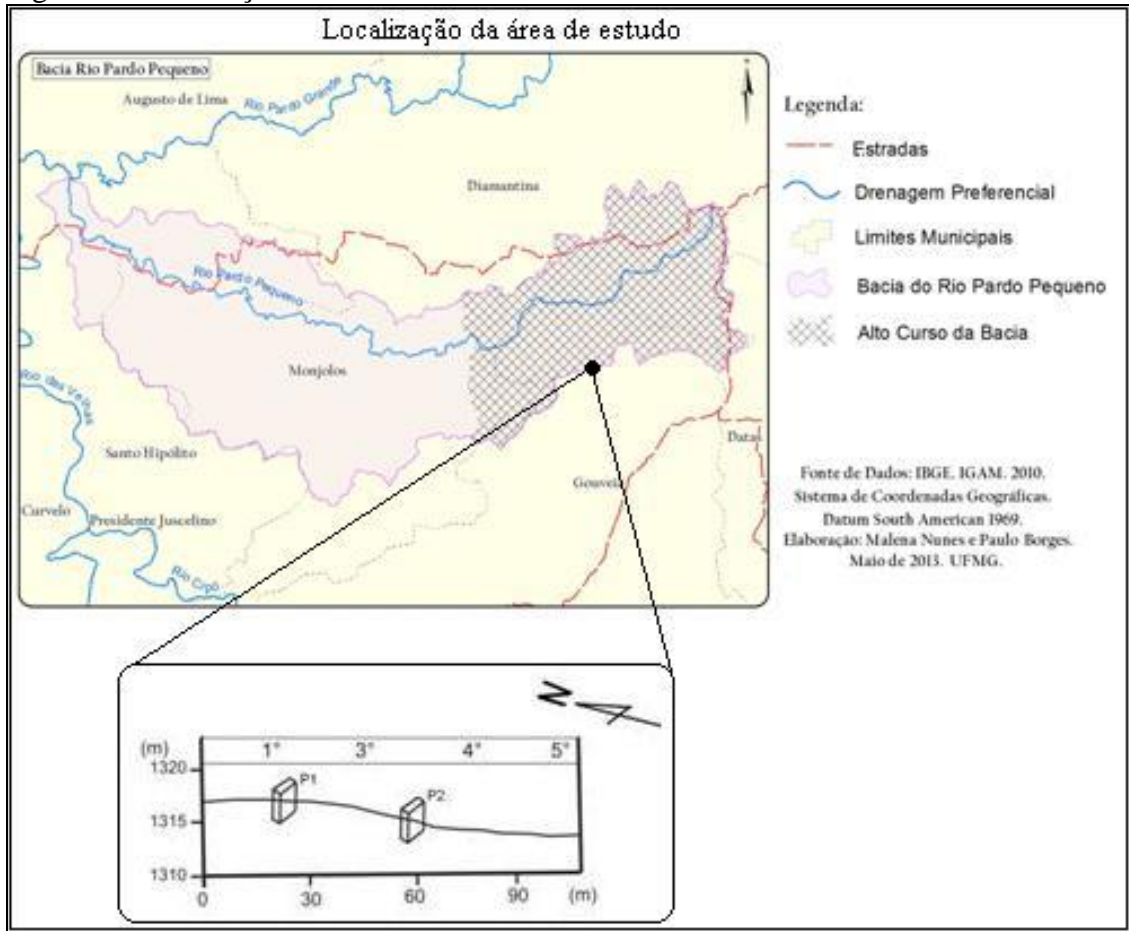 Localização da área de estudo
Bacia Rio Pardo Pequeno
Augusto de Lima
Rio Pardo Grande
Diamantina
Rio Pardo Pequeno
Monjolos
Rio das Velhas
Santo Hipólito
Curvelo
Presidente Juscelino
Gouveia
Datas
Legenda:
Estradas
Drenagem Preferencial
Limites Municipais
Bacia do Rio Pardo Pequeno
Alto Curso da Bacia
Fonte de Dados: IBGE. IGAM. 2010.
Sistema de Coordenadas Geográficas.
Datum South American 1969.
Elaboração: Malena Nunes e Paulo Borges.
Maio de 2013. UFMG.
N
(m)
1° 3° 4° 5°
1320
P1
P2
1315
1310
0 30 60 90 (m)